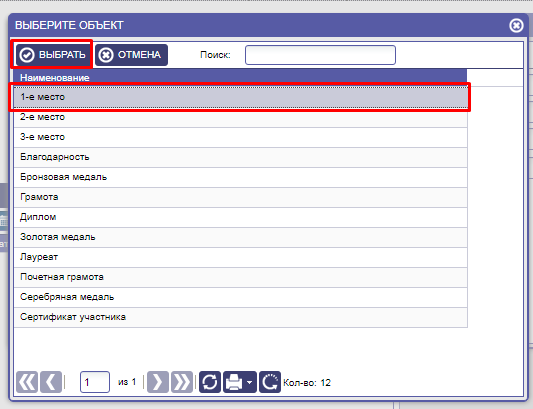 ВЫБЕРИТЕ ОБЪЕКТ
ВЫБРАТЬ ОТМЕНА Поиск:
Наименование
1-е место
2-е место
3-е место
Благодарность
Бронзовая медаль
Грамота
Диплом
Золотая медаль
Лауреат
Почетная грамота
Серебряная медаль
Сертификат участника
1 из 1 Кол-во: 12